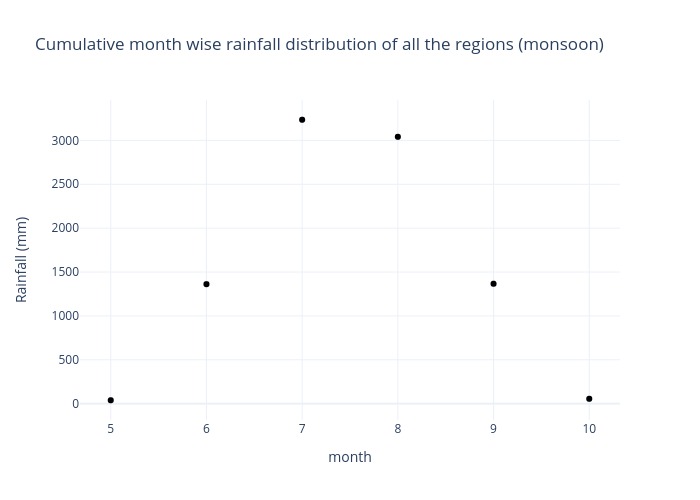 Cumulative month wise rainfall distribution of all the regions (monsoon)
3000
2500
2000
1500
1000
500
0
Rainfall (mm)
5 6 7 8 9 10
month